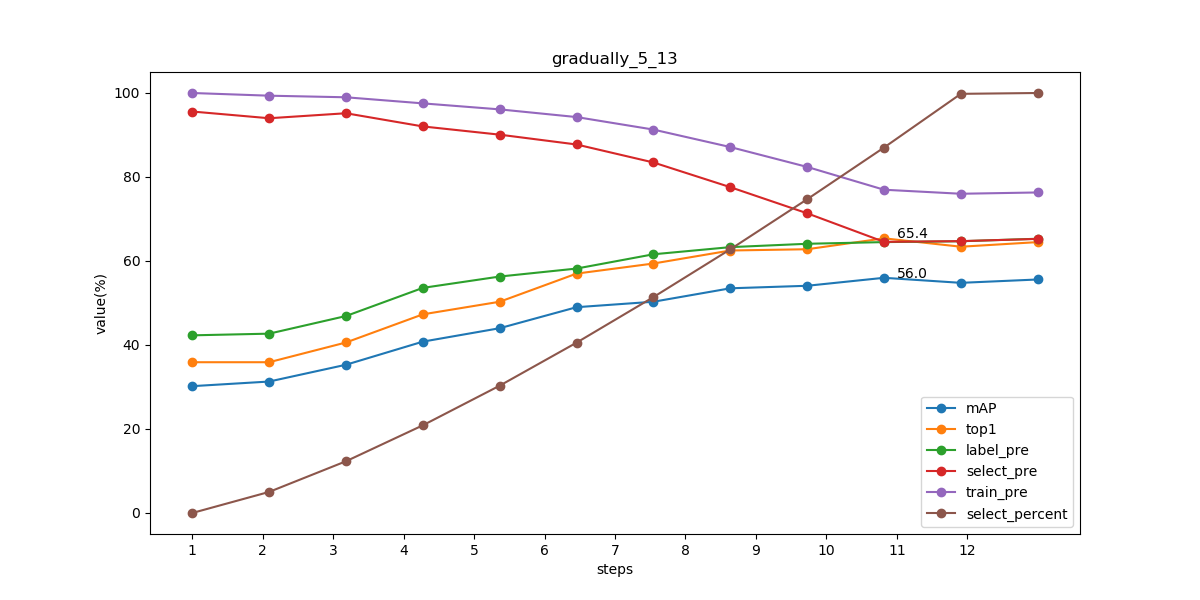 gradually_5_13
value(%)
100
80
60
40
20
0
65.4
56.0
mAP
top1
label_pre
select_pre
train_pre
select_percent
1 2 3 4 5 6 7 8 9 10 11 12
steps